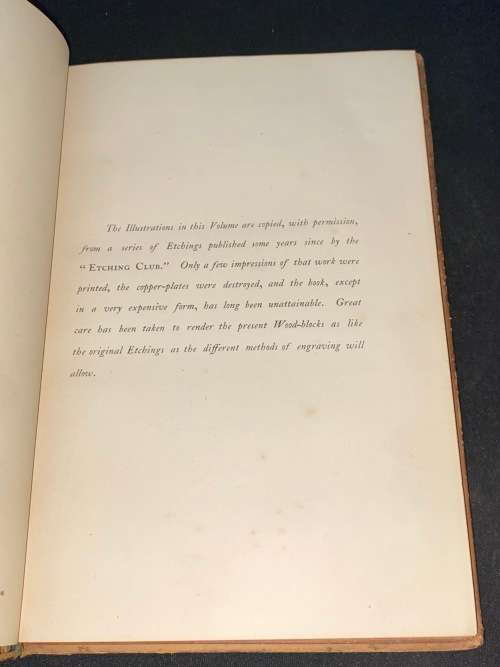 The Illustrations in this Volume are copied, with permission,
from a series of Etchings published some years since by the
“ Etching Club.” Only a few impressions of that work were
printed, the copper-plates were destroyed, and the book, except
in a very expensive form, has long been unattainable. Great
care has been taken to render the present Wood-blocks as like
the original Etchings as the different methods of engraving will
allow.